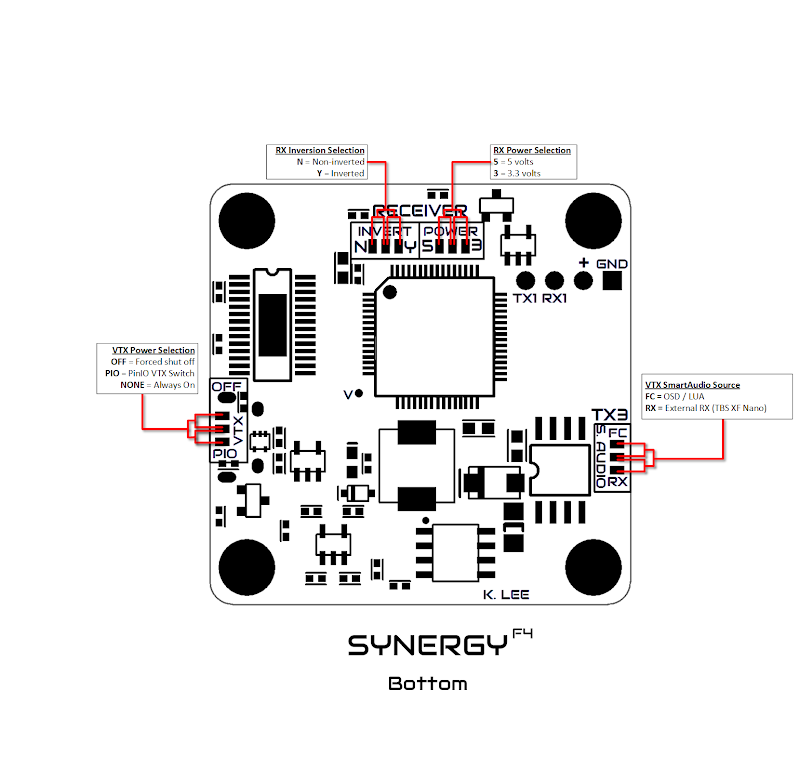 RX Inversion Selection
N = Non-inverted
Y = Inverted
RX Power Selection
5 = 5 volts
3 = 3.3 volts
RECEIVER
INVERT
POWER
N
Y
5
3
+ GND
TX1 RX1
VTX Power Selection
OFF = Forced shut off
PIO = PinIO VTX Switch
NONE = Always On
OFF
VTX
PIO
V
VTX SmartAudio Source
FC = OSD / LUA
RX = External RX (TBS XF Nano)
TX3
FC
S. AUDIO
RX
K. LEE
SYNERGY F4
Bottom